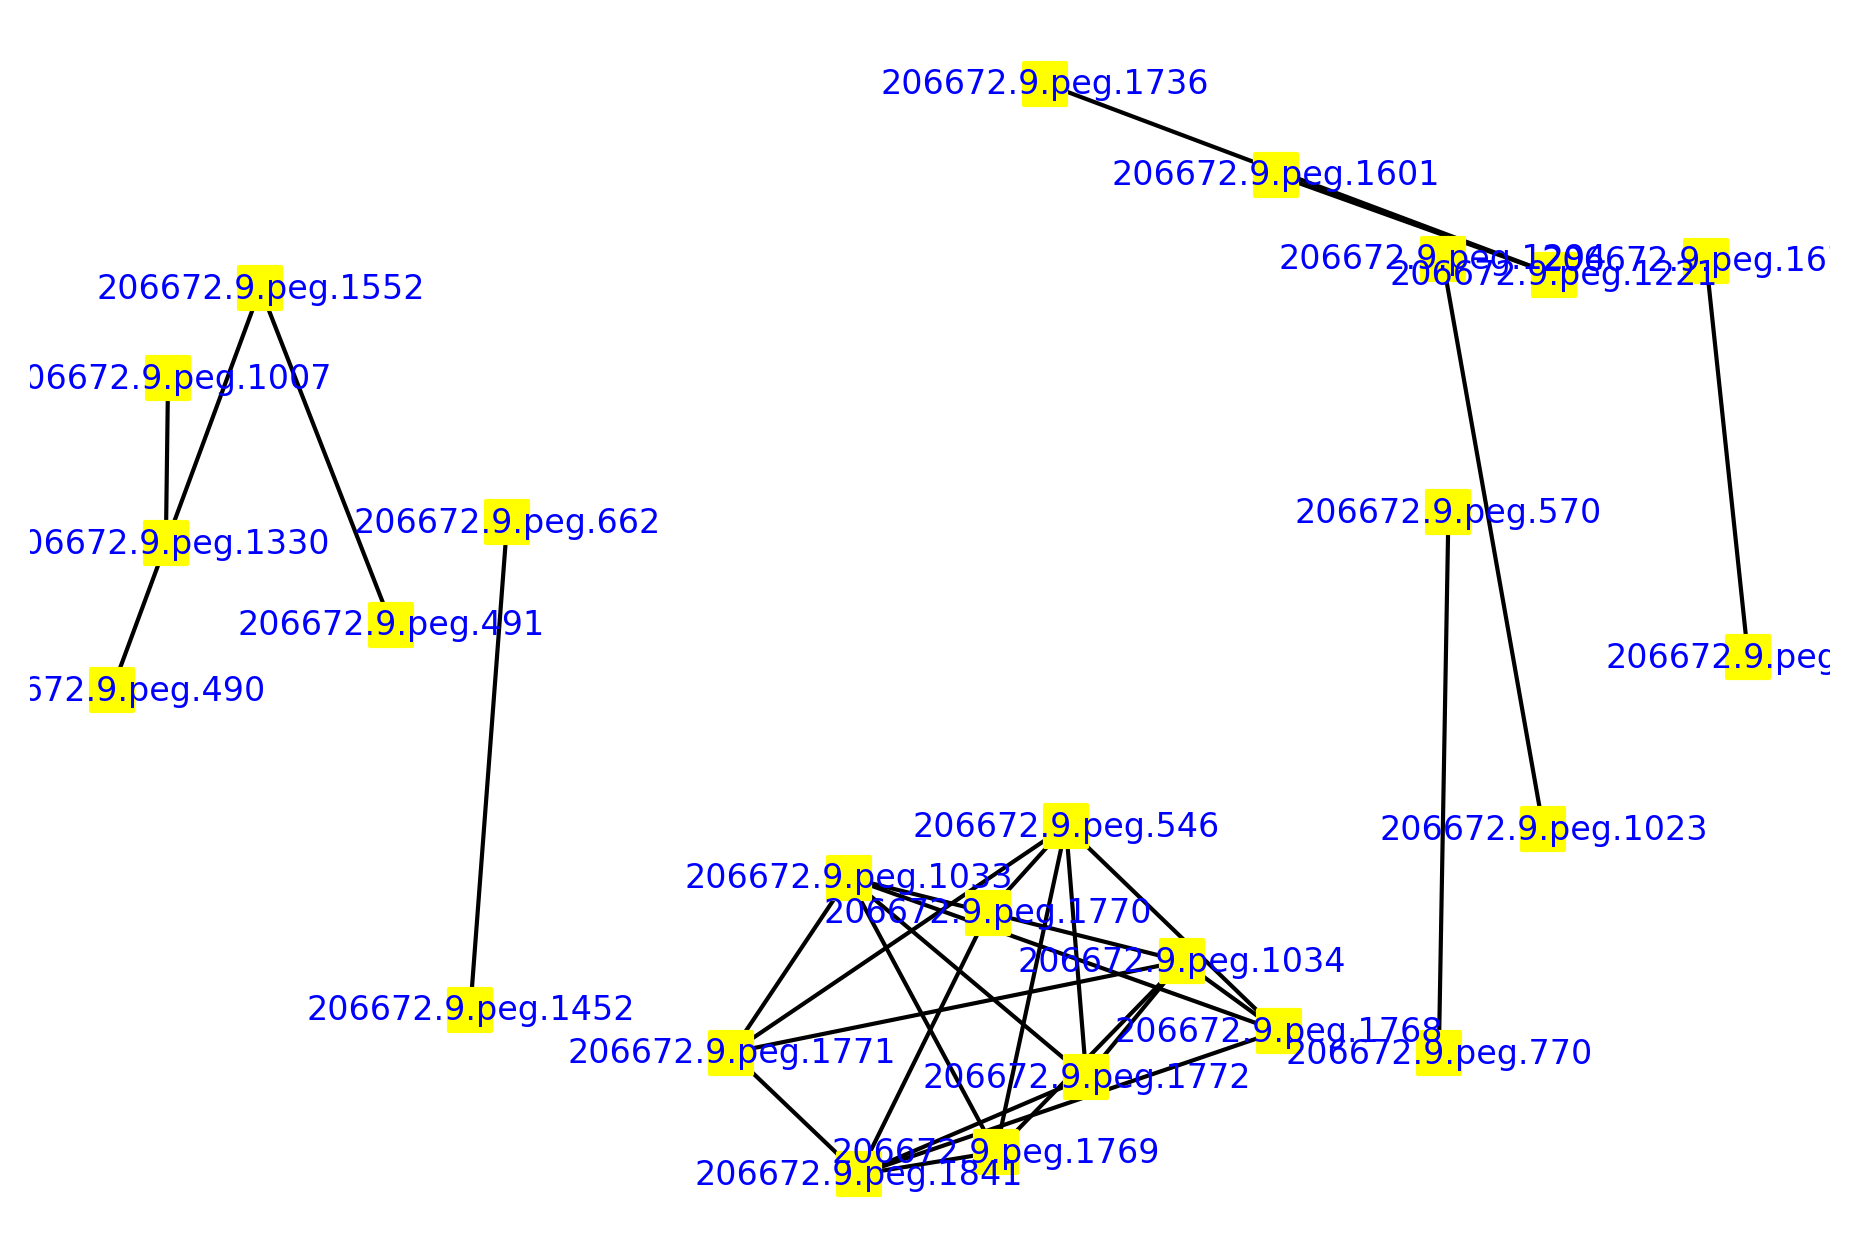 206672.9.peg.1736
206672.9.peg.1601
206672.9.peg.1294
206672.9.peg.16
206672.9.peg.1221
206672.9.peg.1552
06672.9.peg.1007
206672.9.peg.570
206672.9.peg.662
06672.9.peg.1330
206672.9.peg.491
206672.9.peg
672.9.peg.490
206672.9.peg.546
206672.9.peg.1023
206672.9.peg.1033
206672.9.peg.1770
206672.9.peg.1034
206672.9.peg.1452
206672.9.peg.1768
206672.9.peg.1771
206672.9.peg.770
206672.9.peg.1772
206672.9.peg.1769
206672.9.peg.1841